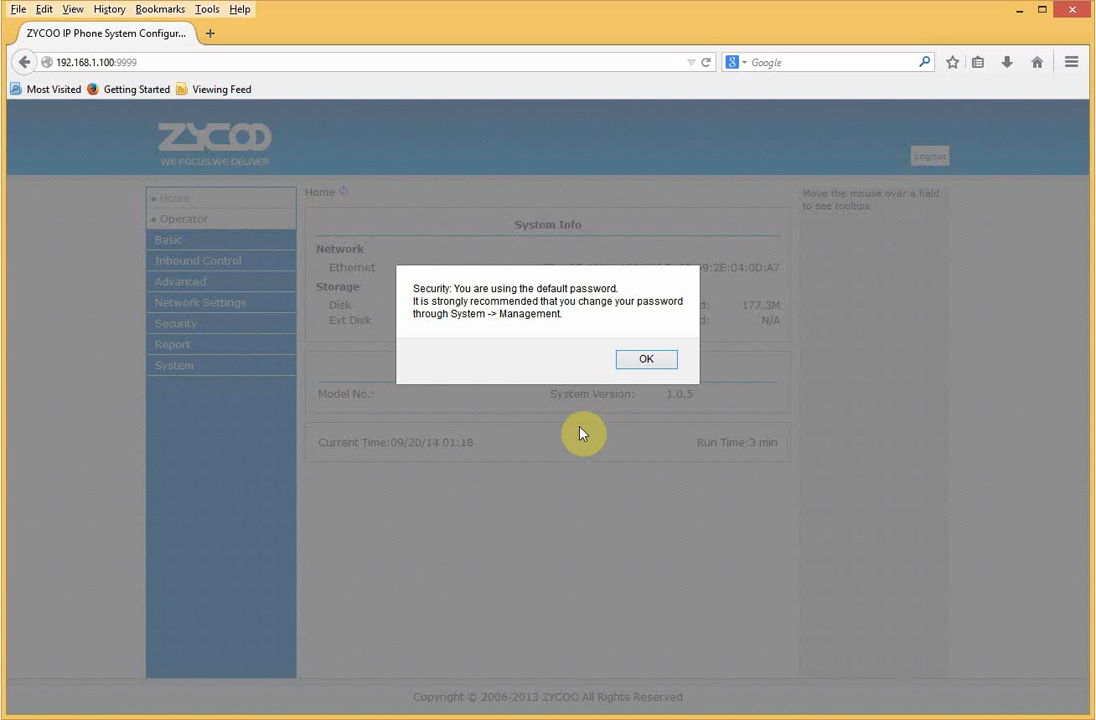 File Edit View History Bookmarks Tools Help
ZYCOO IP Phone System Configur...
192.168.1.100:9999
Google
Most Visited Getting Started Viewing Feed
ZYCOO
WE FOCUS.WE DELIVER
Logout
Home
Operator
Basic
Inbound Control
Advanced
Network Settings
Security
Report
System
Home
System Info
Network
Ethernet
9:2E:04:0D:A7
Storage
Disk
d: 177.3M
Ext Disk
d: N/A
Security: You are using the default password.
It is strongly recommended that you change your password
through System -> Management.
OK
Model No.: System Version: 1.0.5
Current Time:09/20/14 01:18 Run Time:3 min
Move the mouse over a field
to see tooltips
Copyright © 2006-2013 ZYCOO All Rights Reserved